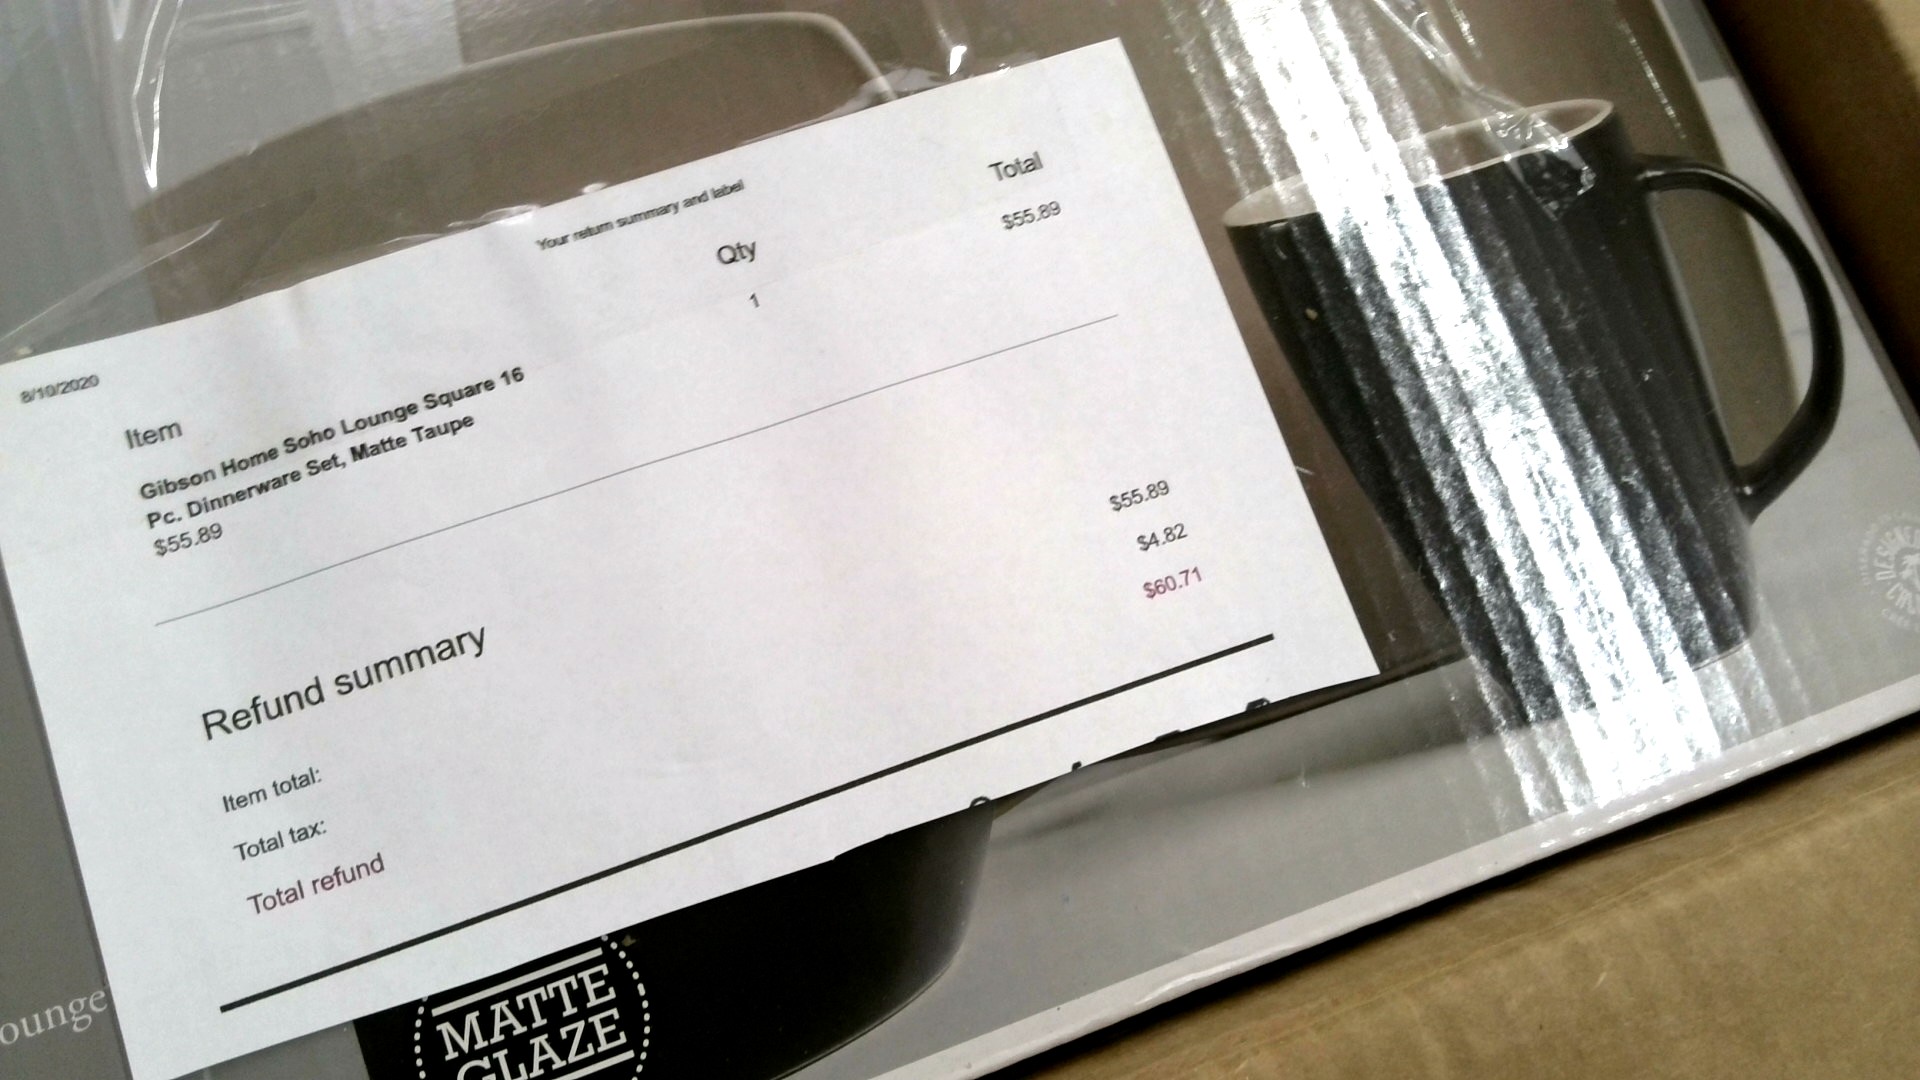 Your return summary and label
8/10/2020
Item
Qty
Total
Gibson Home Soho Lounge Square 16
Pc. Dinnerware Set, Matte Taupe
$55.89
1
$55.89
Refund summary
Item total:
$55.89
Total tax:
$4.82
Total refund
$60.71
ounge
MATTE
GLAZE